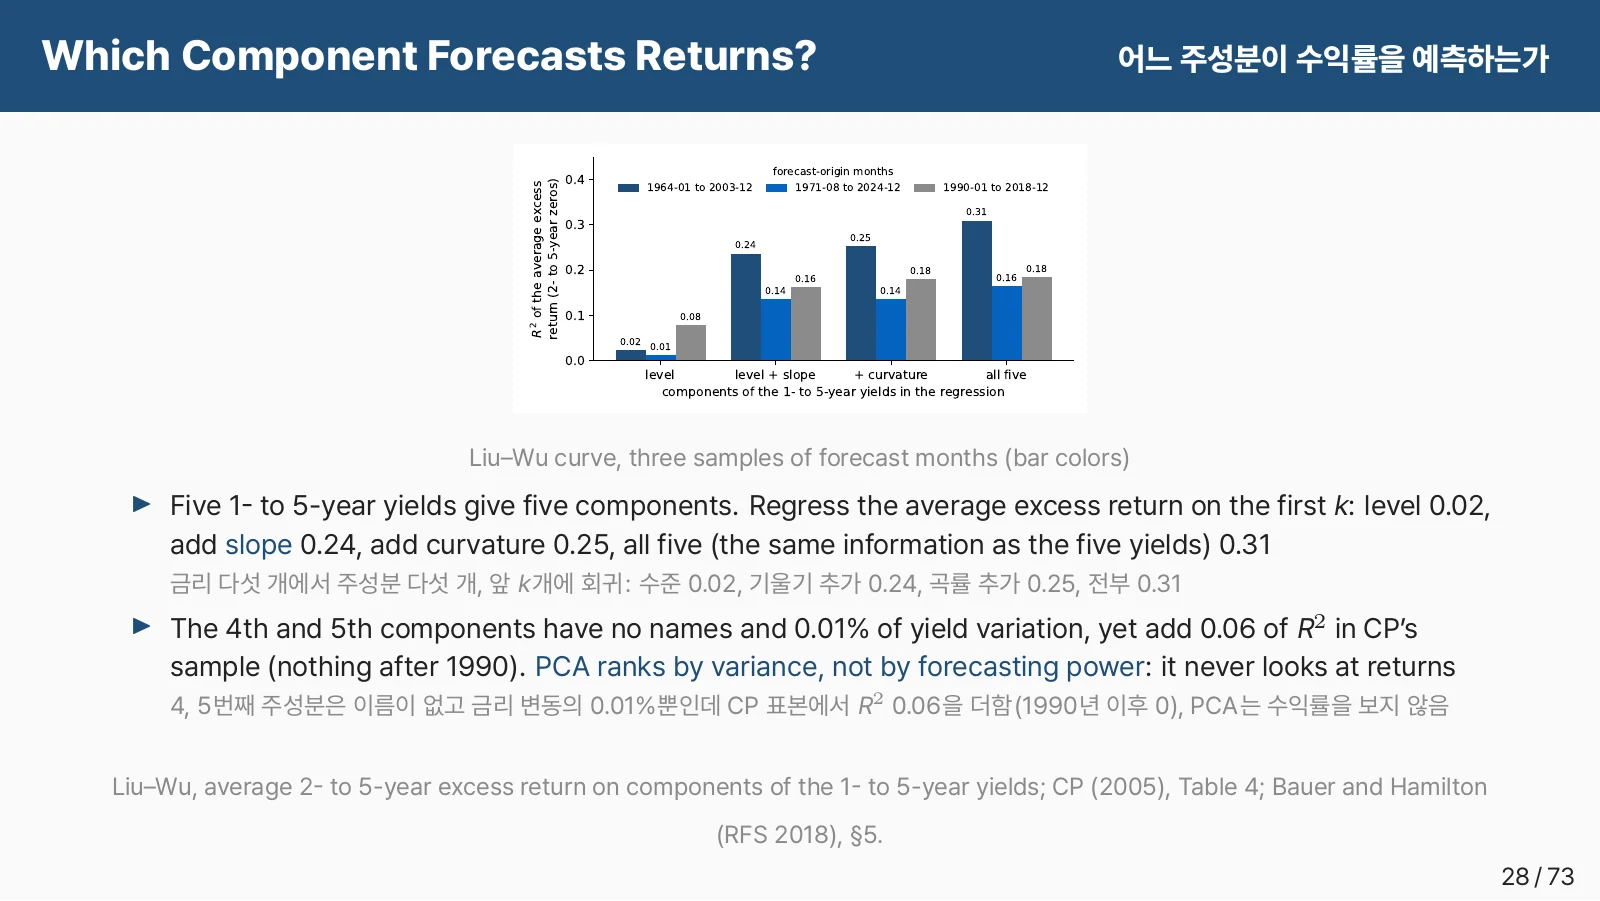 Which Component Forecasts Returns?
어느 주성분이 수익률을 예측하는가
forecast-origin months
1964-01 to 2003-12 1971-08 to 2024-12 1990-01 to 2018-12
R² of the average excess
return (2- to 5-year zeros)
0.4
0.3
0.2
0.1
0.0
0.02 0.01 0.08
0.24 0.14 0.16
0.25 0.14 0.18
0.31 0.16 0.18
level level + slope + curvature all five
components of the 1- to 5-year yields in the regression
Liu–Wu curve, three samples of forecast months (bar colors)
▶ Five 1- to 5-year yields give five components. Regress the average excess return on the first k: level 0.02,
add slope 0.24, add curvature 0.25, all five (the same information as the five yields) 0.31
금리 다섯 개에서 주성분 다섯 개, 앞 k개에 회귀: 수준 0.02, 기울기 추가 0.24, 곡률 추가 0.25, 전부 0.31
▶ The 4th and 5th components have no names and 0.01% of yield variation, yet add 0.06 of R² in CP’s
sample (nothing after 1990). PCA ranks by variance, not by forecasting power: it never looks at returns
4, 5번째 주성분은 이름이 없고 금리 변동의 0.01%뿐인데 CP 표본에서 R² 0.06을 더함(1990년 이후 0), PCA는 수익률을 보지 않음
Liu–Wu, average 2- to 5-year excess return on components of the 1- to 5-year yields; CP (2005), Table 4; Bauer and Hamilton
(RFS 2018), §5.
28 / 73